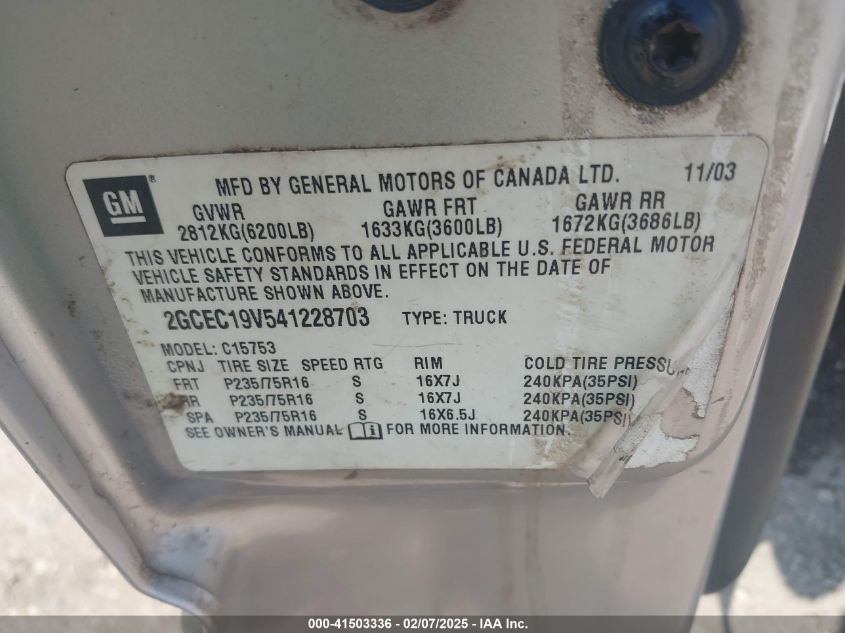 GM ®
MFD BY GENERAL MOTORS OF CANADA LTD. 11/03
GVWR GAWR FRT GAWR RR
2812KG(6200LB) 1633KG(3600LB) 1672KG(3686LB)
THIS VEHICLE CONFORMS TO ALL APPLICABLE U.S. FEDERAL MOTOR
VEHICLE SAFETY STANDARDS IN EFFECT ON THE DATE OF
MANUFACTURE SHOWN ABOVE.
2GCEC19V541228703 TYPE: TRUCK
MODEL: C15753
CPNJ TIRE SIZE SPEED RTG RIM COLD TIRE PRESSU
FRT P235/75R16 S 16X7J 240KPA(35PSI)
RR P235/75R16 S 16X7J 240KPA(35PSI)
SPA P235/75R16 S 16X6.5J 240KPA(35PSI)
SEE OWNER'S MANUAL i FOR MORE INFORMATION.
000-41503336 - 02/07/2025 - IAA Inc.